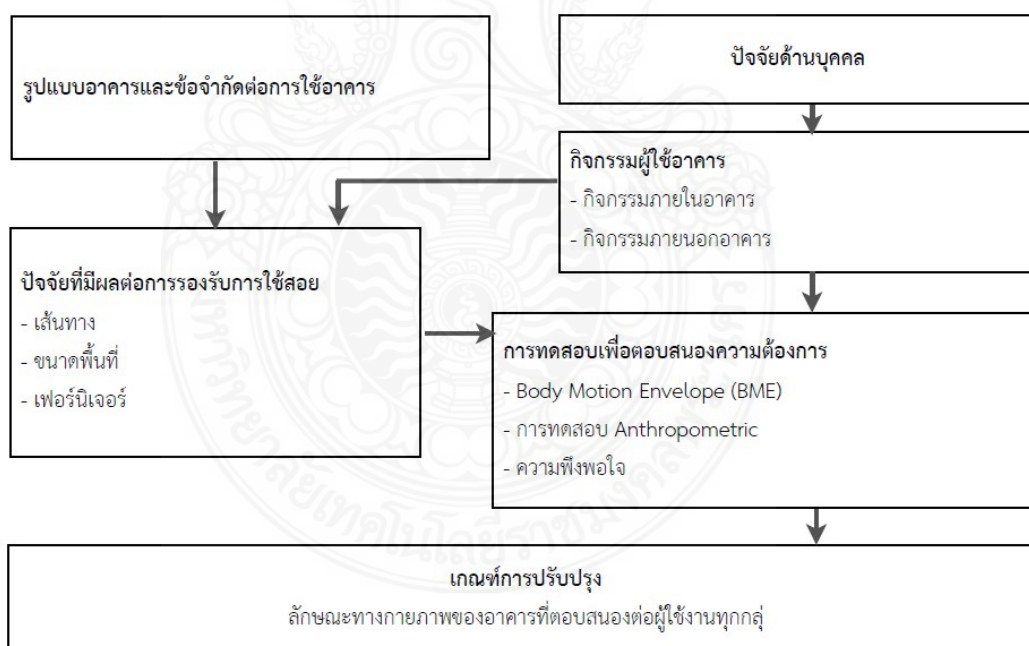 รูปแบบอาคารและข้อจำกัดต่อการใช้อาคาร
ปัจจัยด้านบุคคล
กิจกรรมผู้ใช้อาคาร
- กิจกรรมภายในอาคาร
- กิจกรรมภายนอกอาคาร
ปัจจัยที่มีผลต่อการรองรับการใช้สอย
- เส้นทาง
- ขนาดพื้นที่
- เฟอร์นิเจอร์
การทดสอบเพื่อตอบสนองความต้องการ
- Body Motion Envelope (BME)
- การทดสอบ Anthropometric
- ความพึงพอใจ
เกณฑ์การปรับปรุง
ลักษณะทางกายภาพของอาคารที่ตอบสนองต่อผู้ใช้งานทุกกลุ่